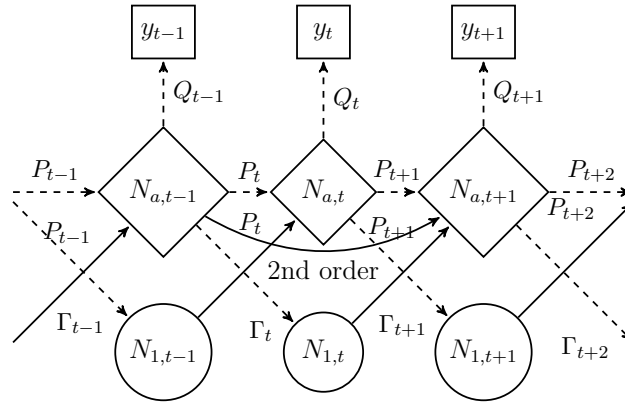 y_{t−1} y_t y_{t+1}
Q_{t−1} Q_t Q_{t+1}
P_{t−1} P_t P_{t+1} P_{t+2}
N_{a,t−1} N_{a,t} N_{a,t+1}
P_{t−1} P_t P_{t+1} P_{t+2}
2nd order
Γ_{t−1} Γ_t Γ_{t+1} Γ_{t+2}
N_{1,t−1} N_{1,t} N_{1,t+1}